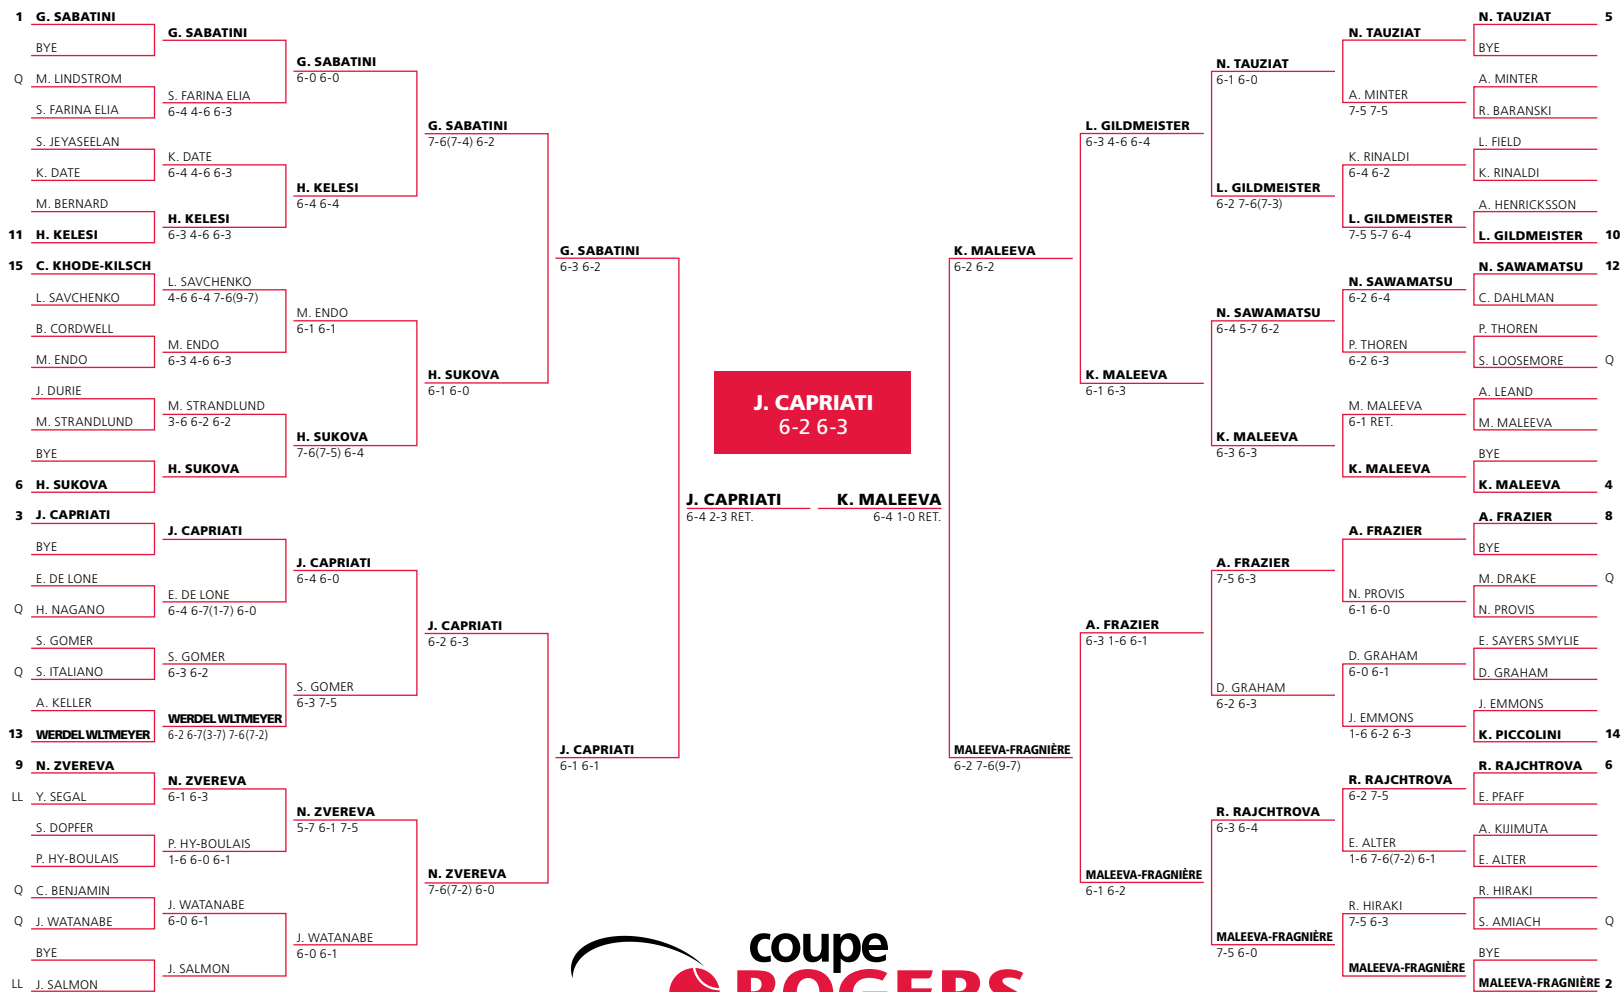 1 G. SABATINI
BYE
Q M. LINDSTROM
S. FARINA ELIA
S. JEYASEELAN
K. DATE
M. BERNARD
11 H. KELESI
15 C. KHODE-KILSCH
L. SAVCHENKO
B. CORDWELL
M. ENDO
J. DURIE
M. STRANDLUND
BYE
6 H. SUKOVA
3 J. CAPRIATI
BYE
E. DE LONE
Q H. NAGANO
S. GOMER
Q S. ITALIANO
A. KELLER
13 WERDEL WLTMEYER
9 N. ZVEREVA
LL Y. SEGAL
S. DOPFER
P. HY-BOULAIS
Q C. BENJAMIN
Q J. WATANABE
BYE
LL J. SALMON
G. SABATINI
S. FARINA ELIA
6-4 4-6 6-3
K. DATE
6-4 4-6 6-3
H. KELESI
6-3 4-6 6-3
L. SAVCHENKO
4-6 6-4 7-6(9-7)
M. ENDO
6-3 4-6 6-3
M. STRANDLUND
3-6 6-2 6-2
H. SUKOVA
J. CAPRIATI
E. DE LONE
6-4 6-7(1-7) 6-0
S. GOMER
6-3 6-2
WERDEL WLTMEYER
6-2 6-7(3-7) 7-6(7-2)
N. ZVEREVA
6-1 6-3
P. HY-BOULAIS
1-6 6-0 6-1
J. WATANABE
6-0 6-1
J. SALMON
G. SABATINI
6-0 6-0
H. KELESI
6-4 6-4
M. ENDO
6-1 6-1
H. SUKOVA
7-6(7-5) 6-4
J. CAPRIATI
6-4 6-0
S. GOMER
6-3 7-5
N. ZVEREVA
5-7 6-1 7-5
J. WATANABE
6-0 6-1
G. SABATINI
7-6(7-4) 6-2
H. SUKOVA
6-1 6-0
J. CAPRIATI
6-2 6-3
N. ZVEREVA
7-6(7-2) 6-0
G. SABATINI
6-3 6-2
J. CAPRIATI
6-1 6-1
J. CAPRIATI
6-4 2-3 RET.
J. CAPRIATI
6-2 6-3
K. MALEEVA
6-4 1-0 RET.
K. MALEEVA
6-2 6-2
MALEEVA-FRAGNIÈRE
6-2 7-6(9-7)
L. GILDMEISTER
6-3 4-6 6-4
K. MALEEVA
6-1 6-3
A. FRAZIER
6-3 1-6 6-1
MALEEVA-FRAGNIÈRE
6-1 6-2
N. TAUZIAT
6-1 6-0
L. GILDMEISTER
6-2 7-6(7-3)
N. SAWAMATSU
6-4 5-7 6-2
K. MALEEVA
6-3 6-3
A. FRAZIER
7-5 6-3
D. GRAHAM
6-2 6-3
R. RAJCHTROVA
6-3 6-4
MALEEVA-FRAGNIÈRE
7-5 6-0
N. TAUZIAT
A. MINTER
7-5 7-5
K. RINALDI
6-4 6-2
L. GILDMEISTER
7-5 5-7 6-4
N. SAWAMATSU
6-2 6-4
P. THOREN
6-2 6-3
M. MALEEVA
6-1 RET.
K. MALEEVA
A. FRAZIER
N. PROVIS
6-1 6-0
D. GRAHAM
6-0 6-1
J. EMMONS
1-6 6-2 6-3
R. RAJCHTROVA
6-2 7-5
E. ALTER
1-6 7-6(7-2) 6-1
R. HIRAKI
7-5 6-3
MALEEVA-FRAGNIÈRE
N. TAUZIAT 5
BYE
A. MINTER
R. BARANSKI
L. FIELD
K. RINALDI
A. HENRICKSSON
L. GILDMEISTER 10
N. SAWAMATSU 12
C. DAHLMAN
P. THOREN
S. LOOSEMORE Q
A. LEAND
M. MALEEVA
BYE
K. MALEEVA 4
A. FRAZIER 8
BYE
M. DRAKE Q
N. PROVIS
E. SAYERS SMYLIE
D. GRAHAM
J. EMMONS
K. PICCOLINI 14
R. RAJCHTROVA 6
E. PFAFF
A. KIJIMUTA
E. ALTER
R. HIRAKI
S. AMIACH Q
BYE
MALEEVA-FRAGNIÈRE 2
coupe
ROGERS